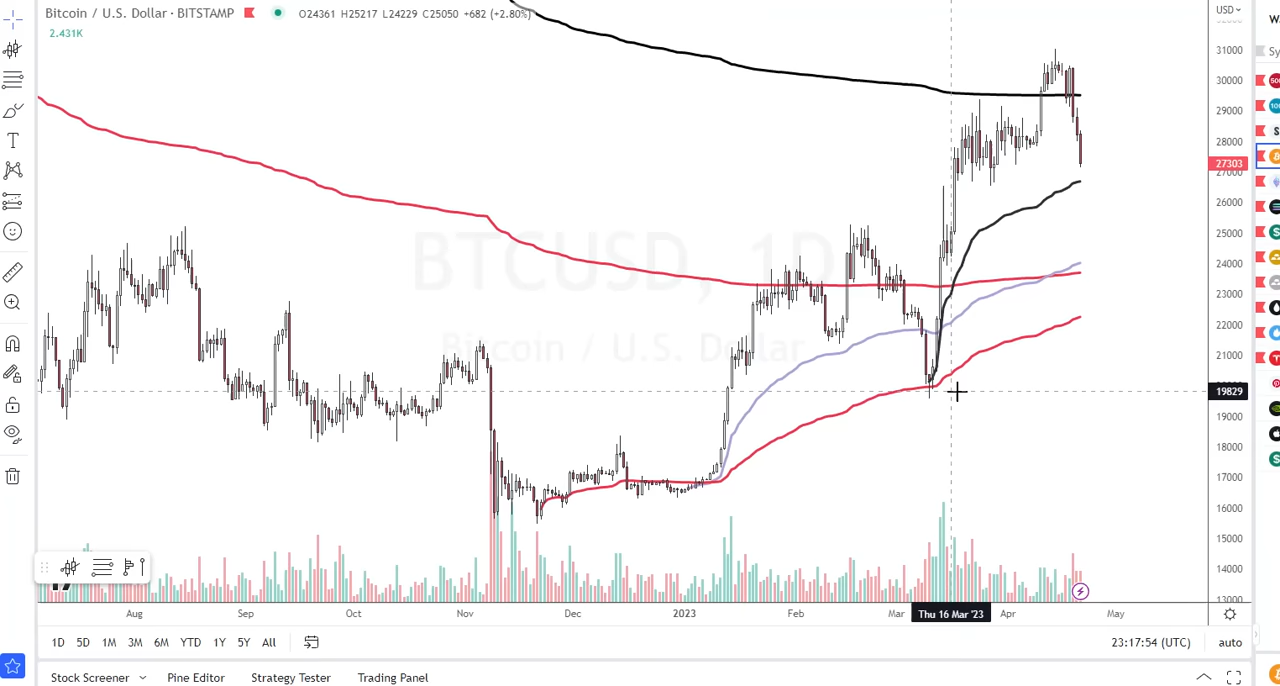 Bitcoin / U.S. Dollar · BITSTAMP O24361 H25217 L24229 C25050 +682 (+2.80%)
2.431K
USD
31000
30000
29000
28000
27303
27000
26000
25000
24000
23000
22000
21000
19829
19000
18000
17000
16000
15000
14000
13000
BTCUSD, 1D
Bitcoin / U.S. Dollar
Aug Sep Oct Nov Dec 2023 Feb Mar Thu 16 Mar '23 Apr May
1D 5D 1M 3M 6M YTD 1Y 5Y All 23:17:54 (UTC) auto
Stock Screener Pine Editor Strategy Tester Trading Panel